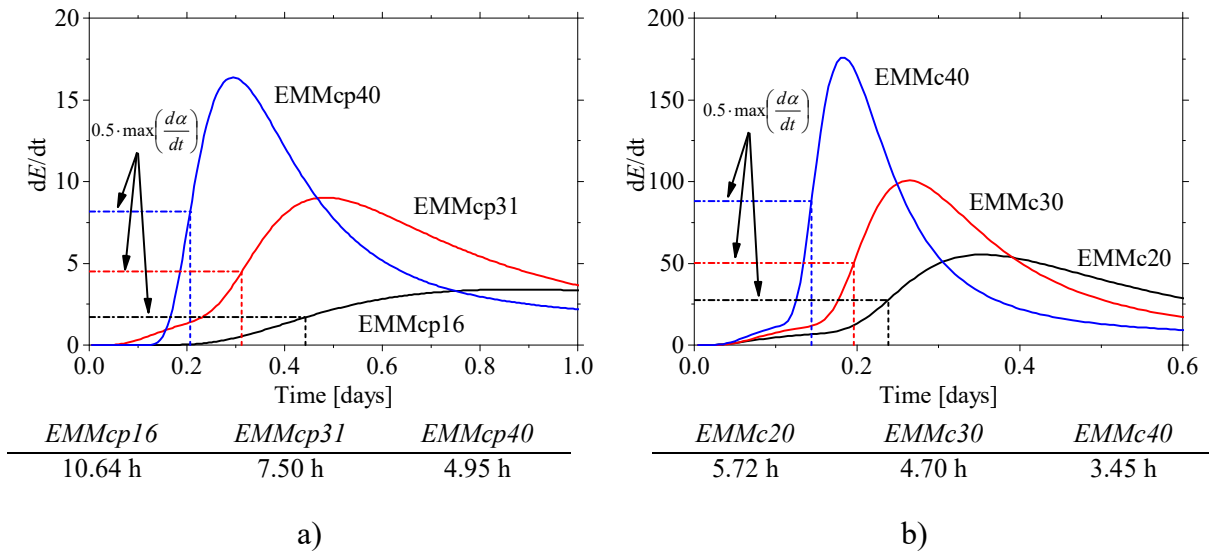 20
15
10
5
0
dE/dt
0.5·max(dα/dt)
EMMcp40
EMMcp31
EMMcp16
0.0 0.2 0.4 0.6 0.8 1.0
Time [days]
EMMcp16 EMMcp31 EMMcp40
10.64 h 7.50 h 4.95 h
a)
200
150
100
50
0
dE/dt
0.5·max(dα/dt)
EMMc40
EMMc30
EMMc20
0.0 0.2 0.4 0.6
Time [days]
EMMc20 EMMc30 EMMc40
5.72 h 4.70 h 3.45 h
b)